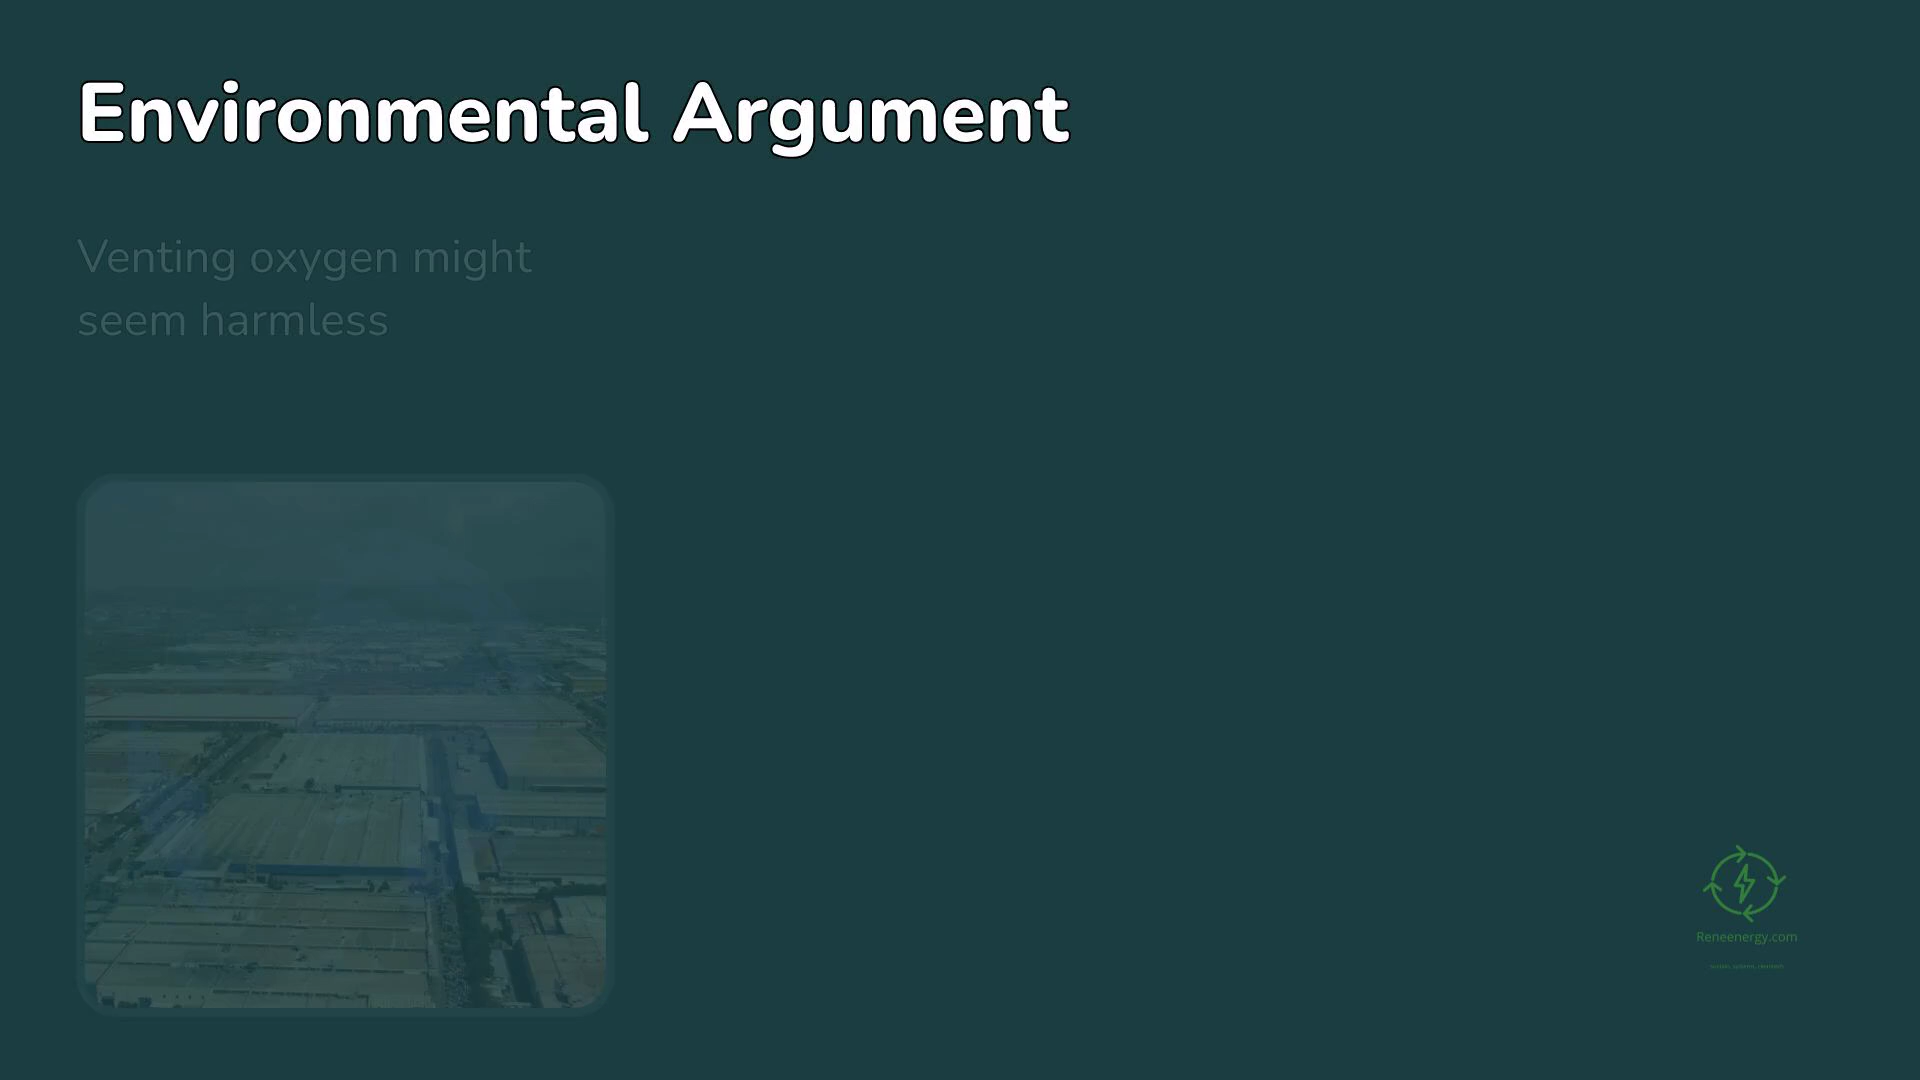 Environmental Argument
Venting oxygen might
seem harmless
Reneenergy.com